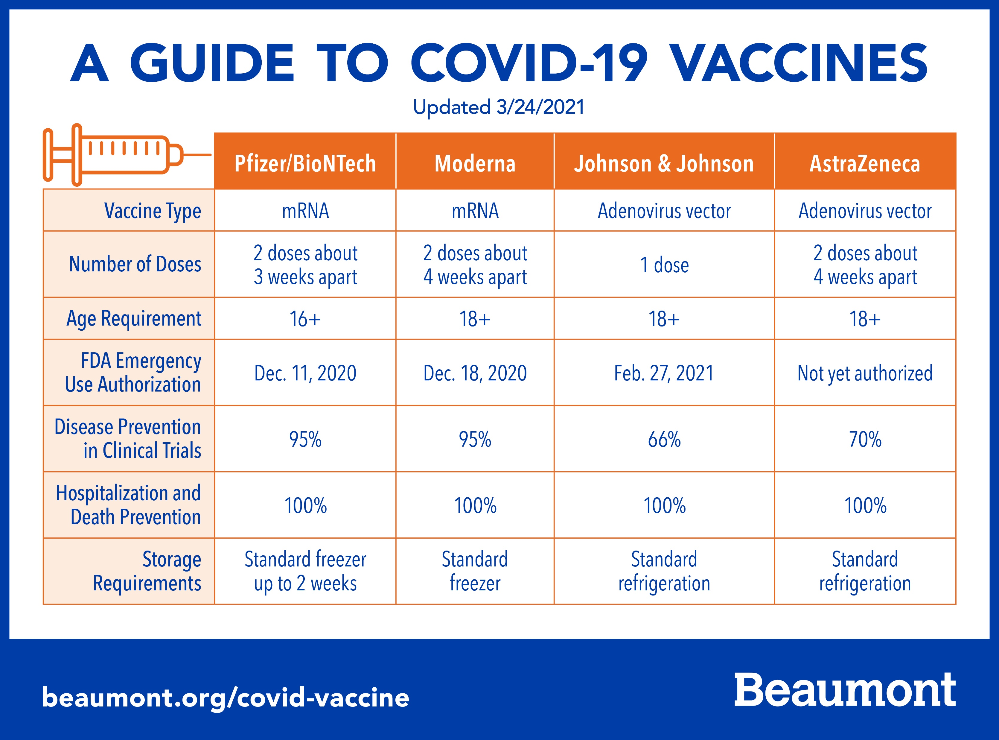 A GUIDE TO COVID-19 VACCINES
Updated 3/24/2021
Pfizer/BioNTech
Moderna
Johnson & Johnson
AstraZeneca
Vaccine Type
mRNA
mRNA
Adenovirus vector
Adenovirus vector
Number of Doses
2 doses about
3 weeks apart
2 doses about
4 weeks apart
1 dose
2 doses about
4 weeks apart
Age Requirement
16+
18+
18+
18+
FDA Emergency
Use Authorization
Dec. 11, 2020
Dec. 18, 2020
Feb. 27, 2021
Not yet authorized
Disease Prevention
in Clinical Trials
95%
95%
66%
70%
Hospitalization and
Death Prevention
100%
100%
100%
100%
Storage
Requirements
Standard freezer
up to 2 weeks
Standard
freezer
Standard
refrigeration
Standard
refrigeration
beaumont.org/covid-vaccine
Beaumont